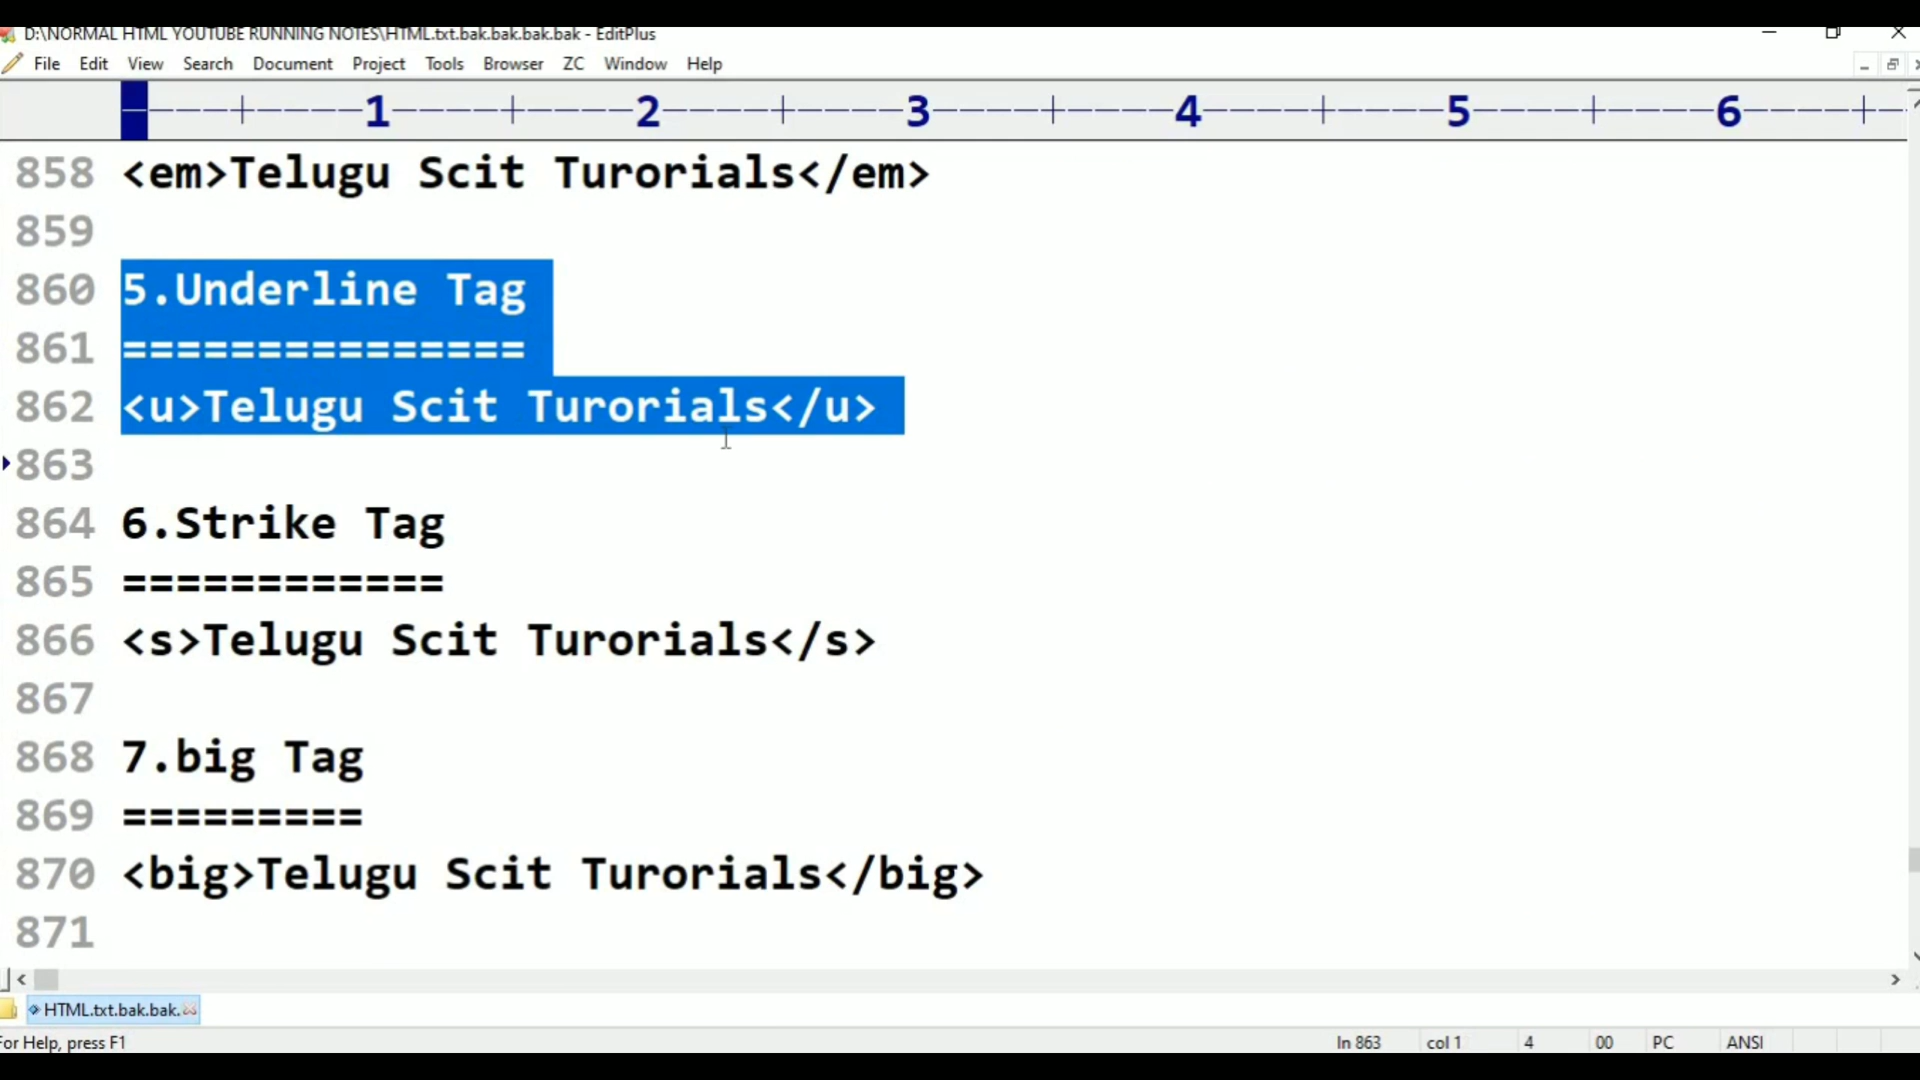 D:\NORMAL HTML YOUTUBE RUNNING NOTES\HTML.txt.bak.bak.bak.bak - EditPlus
File Edit View Search Document Project Tools Browser ZC Window Help
1 2 3 4 5 6
858 <em>Telugu Scit Turorials</em>
859
860 5.Underline Tag
861 ===============
862 <u>Telugu Scit Turorials</u>
863
864 6.Strike Tag
865 ============
866 <s>Telugu Scit Turorials</s>
867
868 7.big Tag
869 =========
870 <big>Telugu Scit Turorials</big>
871
HTML.txt.bak.bak.
For Help, press F1 ln 863 col 1 4 00 PC ANSI